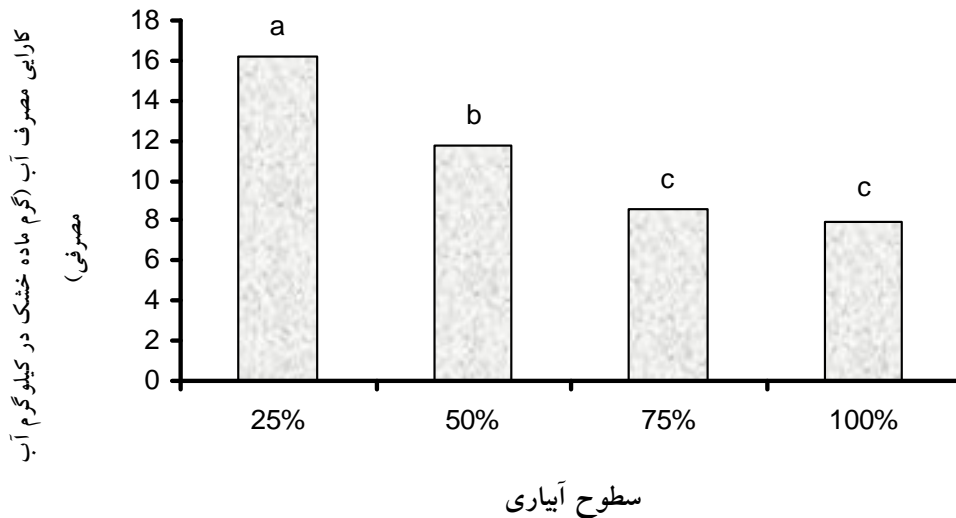 کارایی مصرف آب (گرم ماده خشک در کیلوگرم آب
مصرفی)
18
16
14
12
10
8
6
4
2
0
a
b
c
c
25% 50% 75% 100%
سطوح آبیاری